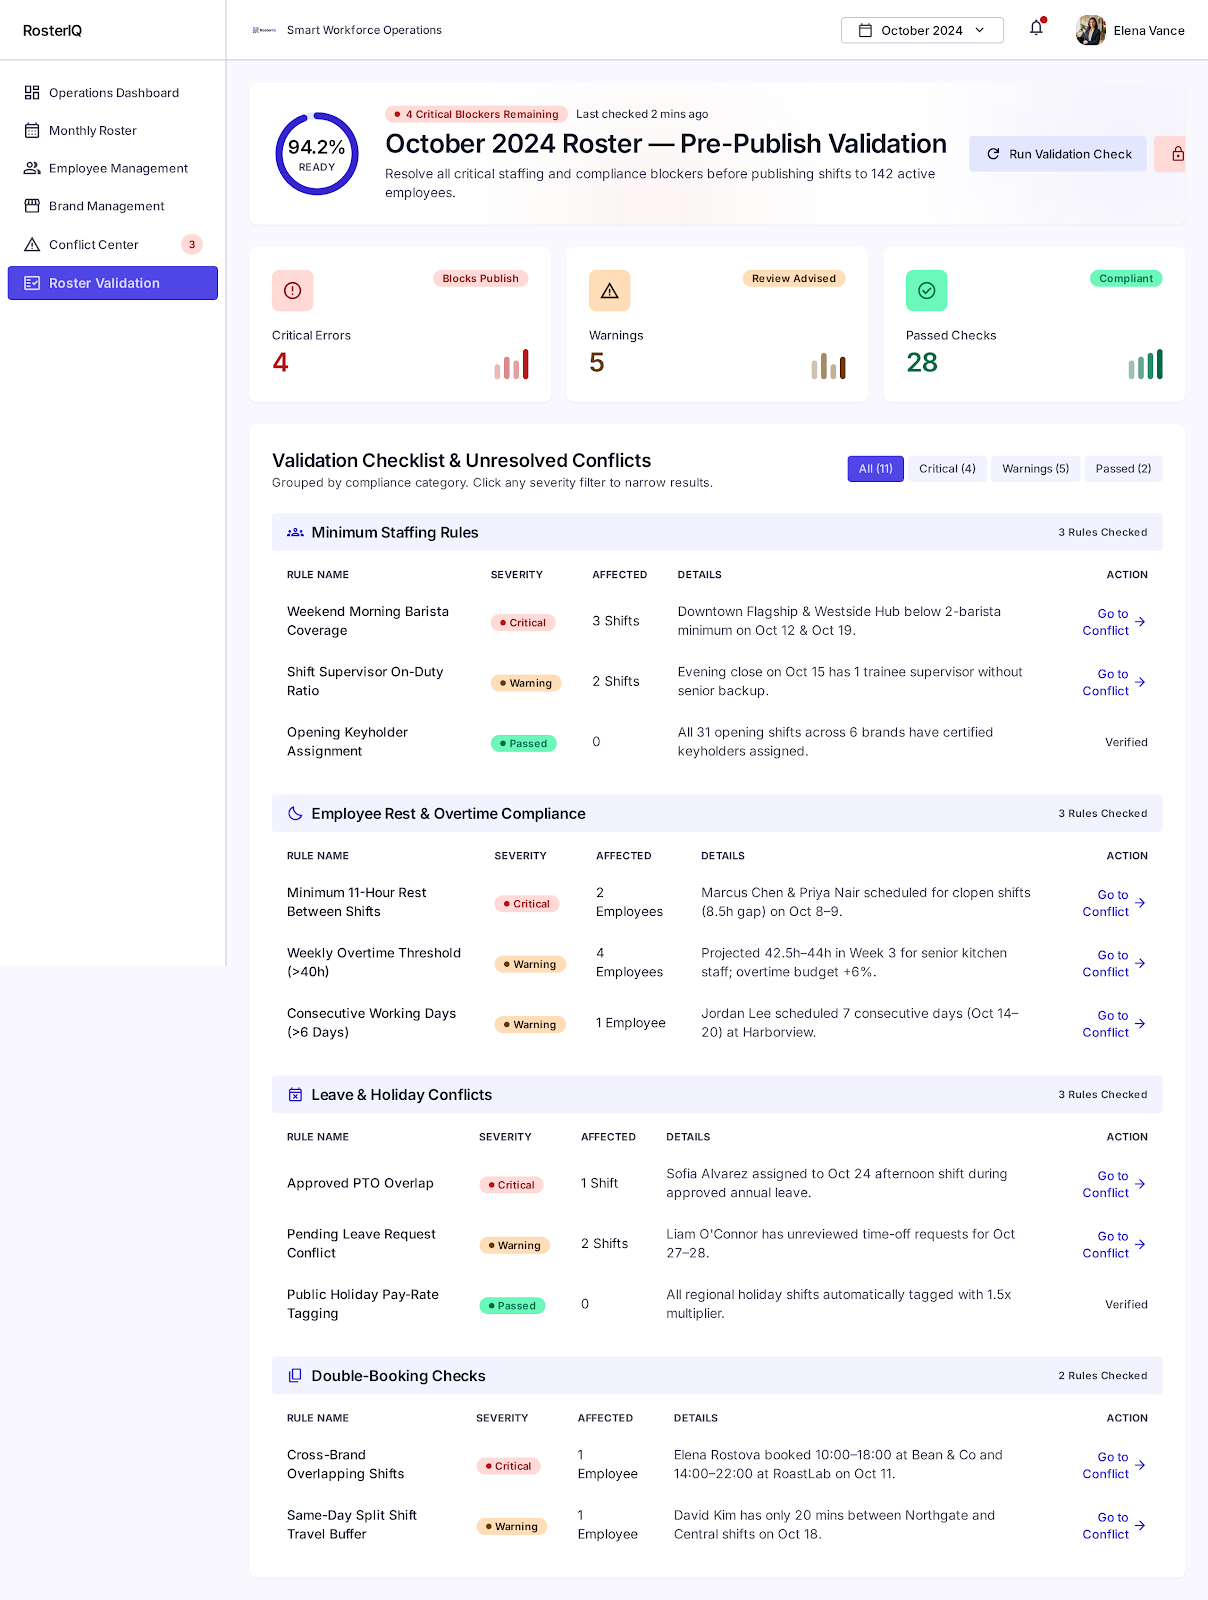 RosterIQ
Smart Workforce Operations
October 2024
Elena Vance
Operations Dashboard
Monthly Roster
Employee Management
Brand Management
Conflict Center
3
Roster Validation
94.2%
READY
4 Critical Blockers Remaining
Last checked 2 mins ago
October 2024 Roster — Pre-Publish Validation
Resolve all critical staffing and compliance blockers before publishing shifts to 142 active
employees.
Run Validation Check
Blocks Publish
Critical Errors
4
Review Advised
Warnings
5
Compliant
Passed Checks
28
Validation Checklist & Unresolved Conflicts
Grouped by compliance category. Click any severity filter to narrow results.
All (11)
Critical (4)
Warnings (5)
Passed (2)
Minimum Staffing Rules
3 Rules Checked
RULE NAME
SEVERITY
AFFECTED
DETAILS
ACTION
Weekend Morning Barista
Coverage
Critical
3 Shifts
Downtown Flagship & Westside Hub below 2-barista
minimum on Oct 12 & Oct 19.
Go to
Conflict
Shift Supervisor On-Duty
Ratio
Warning
2 Shifts
Evening close on Oct 15 has 1 trainee supervisor without
senior backup.
Go to
Conflict
Opening Keyholder
Assignment
Passed
0
All 31 opening shifts across 6 brands have certified
keyholders assigned.
Verified
Employee Rest & Overtime Compliance
3 Rules Checked
RULE NAME
SEVERITY
AFFECTED
DETAILS
ACTION
Minimum 11-Hour Rest
Between Shifts
Critical
2
Employees
Marcus Chen & Priya Nair scheduled for clopen shifts
(8.5h gap) on Oct 8–9.
Go to
Conflict
Weekly Overtime Threshold
(>40h)
Warning
4
Employees
Projected 42.5h–44h in Week 3 for senior kitchen
staff; overtime budget +6%.
Go to
Conflict
Consecutive Working Days
(>6 Days)
Warning
1 Employee
Jordan Lee scheduled 7 consecutive days (Oct 14–
20) at Harborview.
Go to
Conflict
Leave & Holiday Conflicts
3 Rules Checked
RULE NAME
SEVERITY
AFFECTED
DETAILS
ACTION
Approved PTO Overlap
Critical
1 Shift
Sofia Alvarez assigned to Oct 24 afternoon shift during
approved annual leave.
Go to
Conflict
Pending Leave Request
Conflict
Warning
2 Shifts
Liam O'Connor has unreviewed time-off requests for Oct
27–28.
Go to
Conflict
Public Holiday Pay-Rate
Tagging
Passed
0
All regional holiday shifts automatically tagged with 1.5x
multiplier.
Verified
Double-Booking Checks
2 Rules Checked
RULE NAME
SEVERITY
AFFECTED
DETAILS
ACTION
Cross-Brand
Overlapping Shifts
Critical
1
Employee
Elena Rostova booked 10:00–18:00 at Bean & Co and
14:00–22:00 at RoastLab on Oct 11.
Go to
Conflict
Same-Day Split Shift
Travel Buffer
Warning
1
Employee
David Kim has only 20 mins between Northgate and
Central shifts on Oct 18.
Go to
Conflict